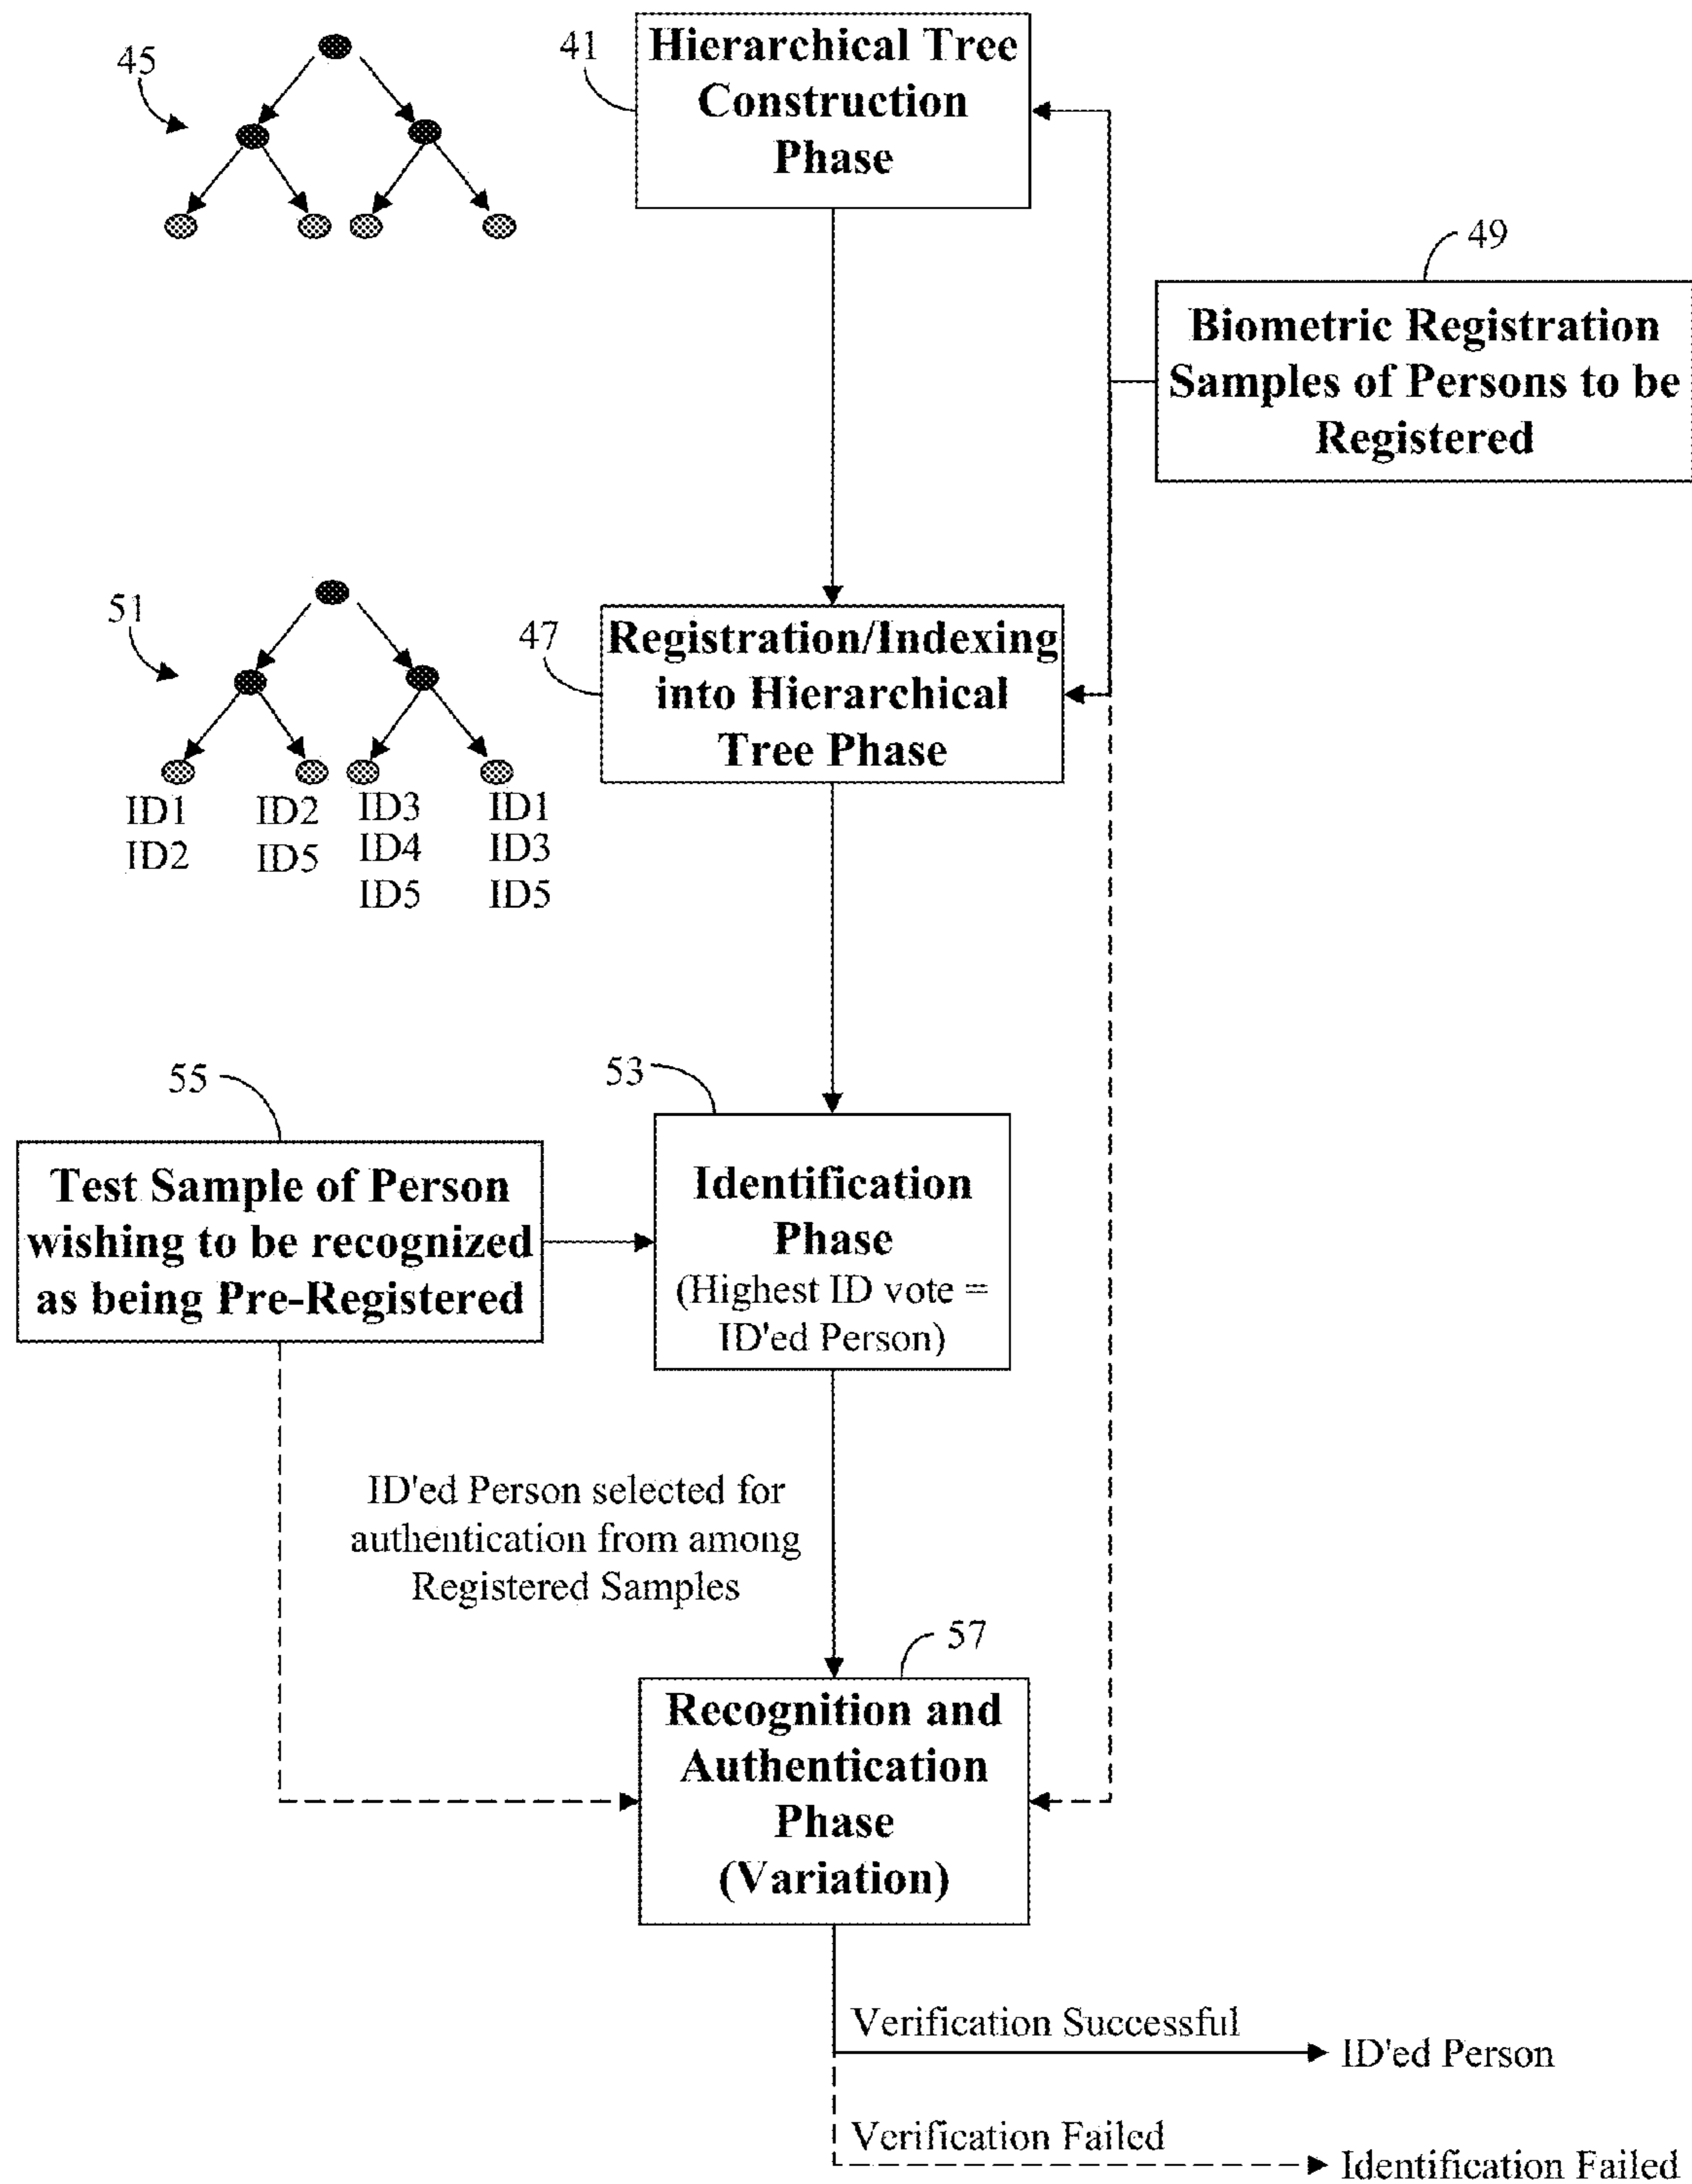 45
41
Hierarchical Tree
Construction
Phase
49
Biometric Registration
Samples of Persons to be
Registered
51
47
Registration/Indexing
into Hierarchical
Tree Phase
ID1 ID2 ID3 ID1
ID2 ID5 ID4 ID3
ID5 ID5
55
53
Test Sample of Person
wishing to be recognized
as being Pre-Registered
Identification
Phase
(Highest ID vote =
ID'ed Person)
ID'ed Person selected for
authentication from among
Registered Samples
57
Recognition and
Authentication
Phase
(Variation)
Verification Successful
ID'ed Person
Verification Failed
Identification Failed